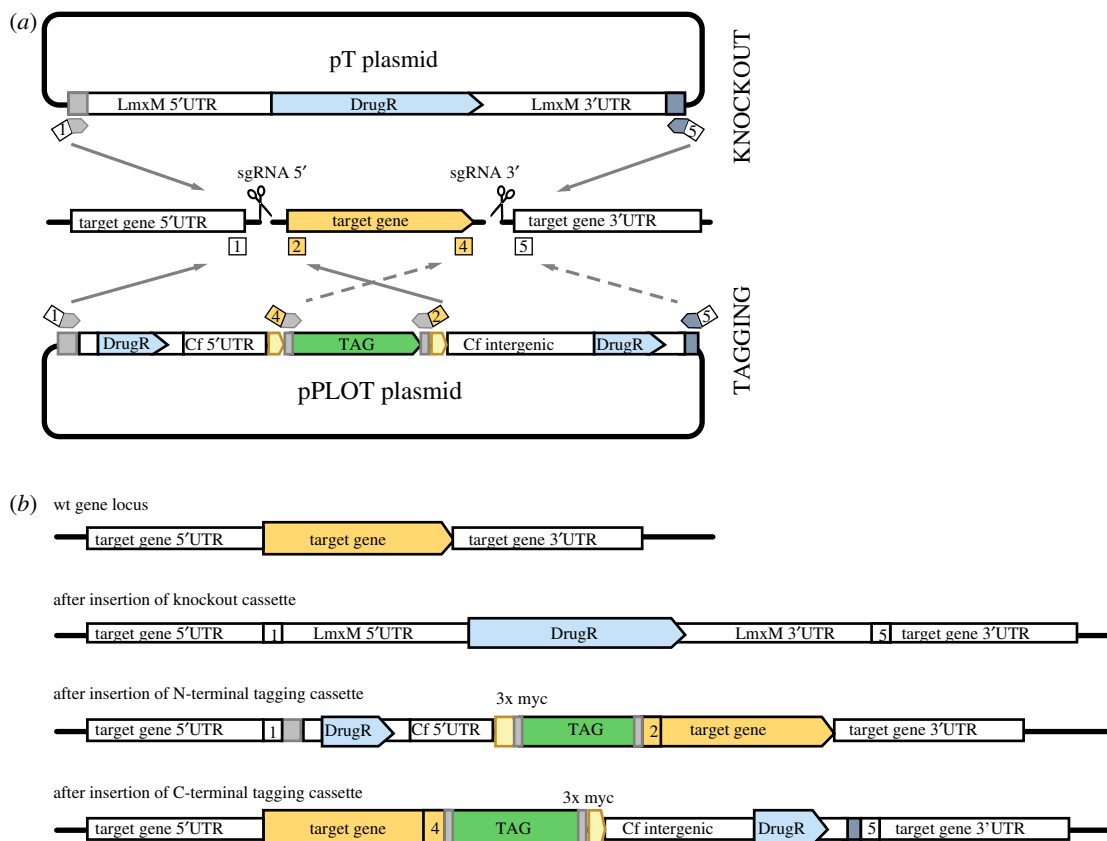 (a)
pT plasmid
KNOCKOUT
LmxM 5′UTR DrugR LmxM 3′UTR
1 5
sgRNA 5′ sgRNA 3′
target gene 5′UTR target gene target gene 3′UTR
1 2 4 5
1 4 2 5
DrugR Cf 5′UTR TAG Cf intergenic DrugR
TAGGING
pPLOT plasmid
(b)
wt gene locus
target gene 5′UTR target gene target gene 3′UTR
after insertion of knockout cassette
target gene 5′UTR 1 LmxM 5′UTR DrugR LmxM 3′UTR 5 target gene 3′UTR
after insertion of N-terminal tagging cassette
3x myc
target gene 5′UTR 1 DrugR Cf 5′UTR TAG 2 target gene target gene 3′UTR
after insertion of C-terminal tagging cassette
3x myc
target gene 5′UTR target gene 4 TAG Cf intergenic DrugR 5 target gene 3'UTR